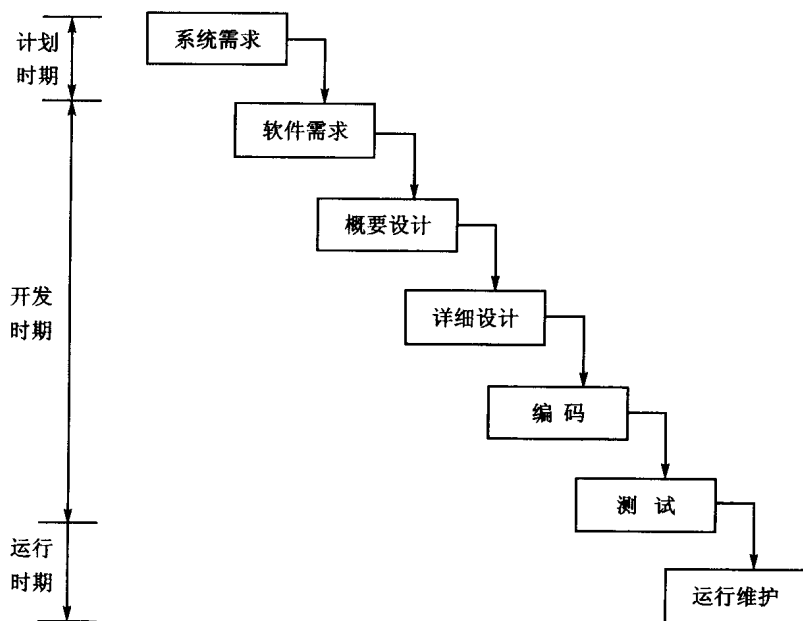 计划
时期
系统需求
软件需求
概要设计
开发
时期
详细设计
编 码
测 试
运行
时期
运行维护